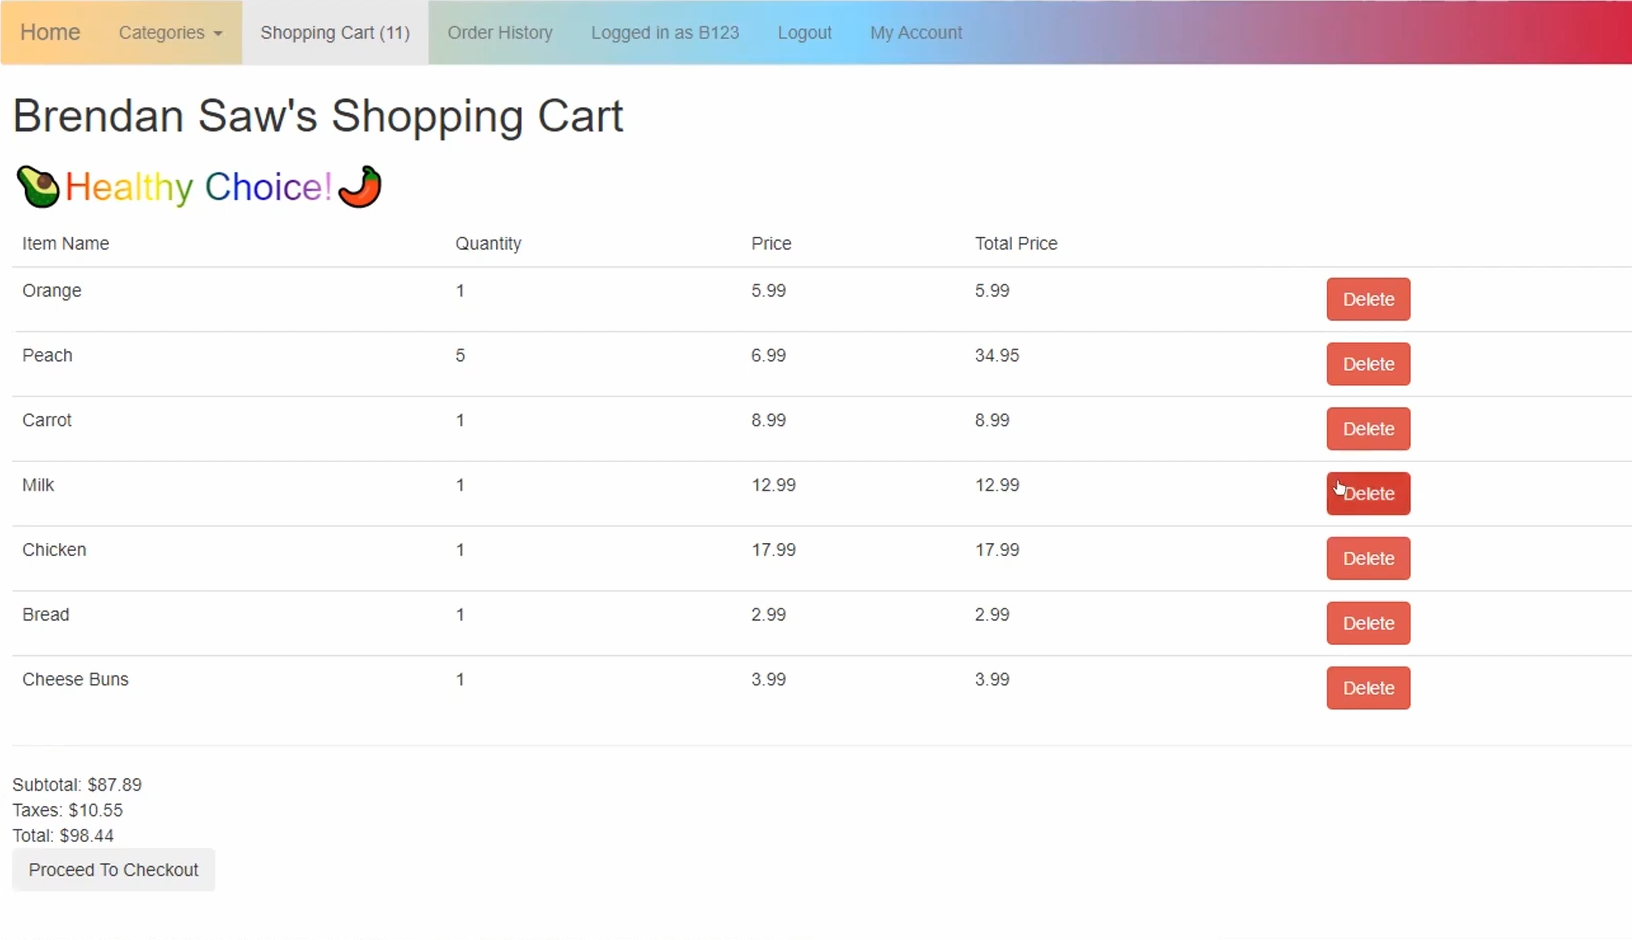 Home Categories Shopping Cart (11) Order History Logged in as B123 Logout My Account
Brendan Saw's Shopping Cart
Healthy Choice!
Item Name Quantity Price Total Price
Orange 1 5.99 5.99 Delete
Peach 5 6.99 34.95 Delete
Carrot 1 8.99 8.99 Delete
Milk 1 12.99 12.99 Delete
Chicken 1 17.99 17.99 Delete
Bread 1 2.99 2.99 Delete
Cheese Buns 1 3.99 3.99 Delete
Subtotal: $87.89
Taxes: $10.55
Total: $98.44
Proceed To Checkout